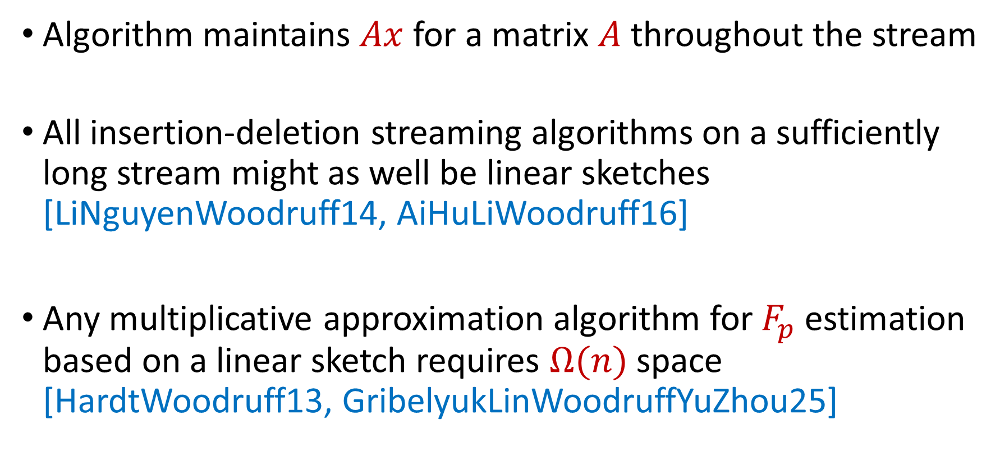 • Algorithm maintains Ax for a matrix A throughout the stream
• All insertion-deletion streaming algorithms on a sufficiently
long stream might as well be linear sketches
[LiNguyenWoodruff14, AiHuLiWoodruff16]
• Any multiplicative approximation algorithm for F_p estimation
based on a linear sketch requires Ω(n) space
[HardtWoodruff13, GribelyukLinWoodruffYuZhou25]